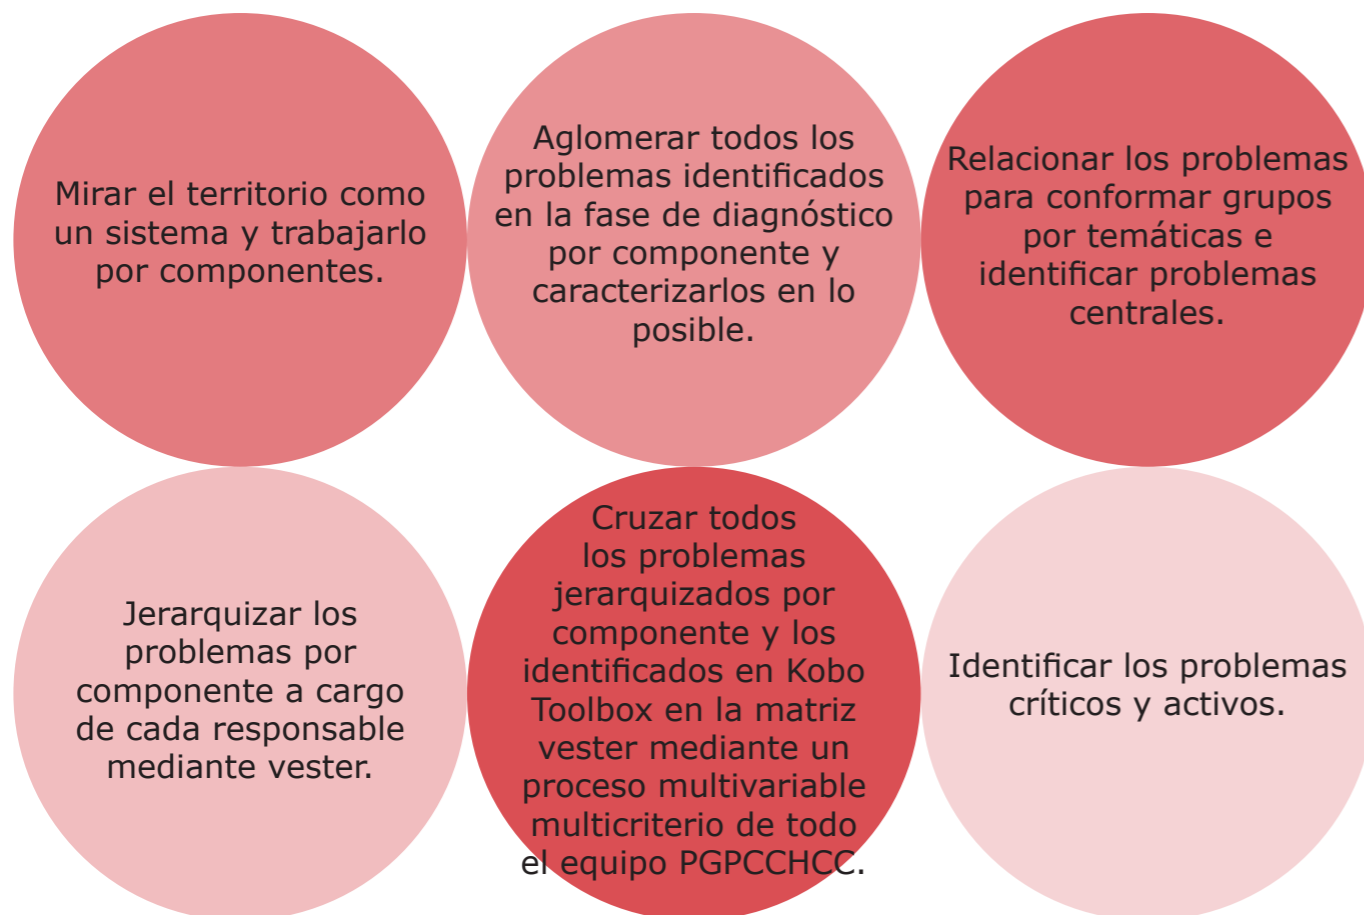 Mirar el territorio como
un sistema y trabajarlo
por componentes.
Aglomerar todos los
problemas identificados
en la fase de diagnóstico
por componente y
caracterizarlos en lo
posible.
Relacionar los problemas
para conformar grupos
por temáticas e
identificar problemas
centrales.
Jerarquizar los
problemas por
componente a cargo
de cada responsable
mediante vester.
Cruzar todos
los problemas
jerarquizados por
componente y los
identificados en Kobo
Toolbox en la matriz
vester mediante un
proceso multivariable
multicriterio de todo
el equipo PGPCCHCC.
Identificar los problemas
críticos y activos.